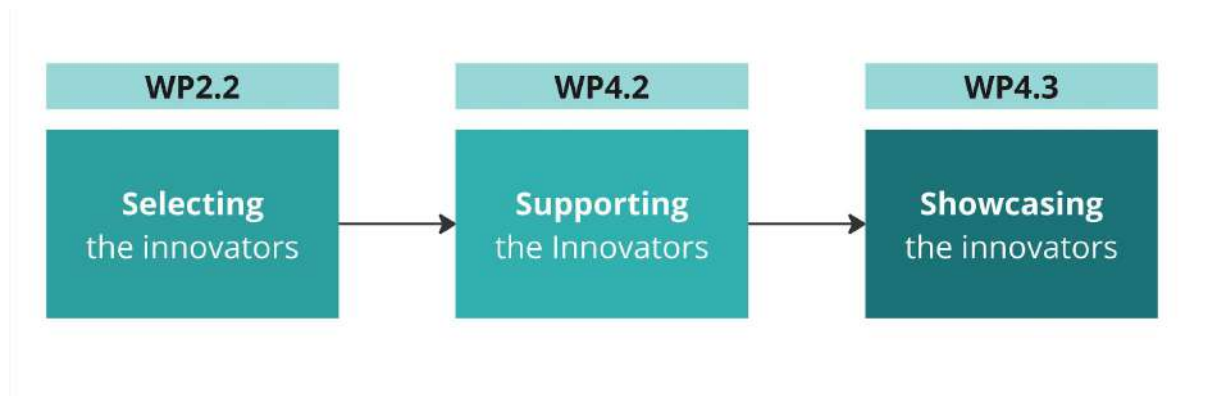 WP2.2
Selecting
the innovators
WP4.2
Supporting
the Innovators
WP4.3
Showcasing
the innovators